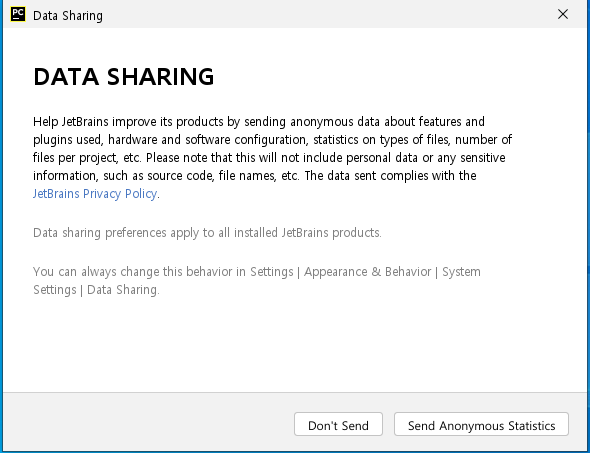 PC Data Sharing
DATA SHARING
Help JetBrains improve its products by sending anonymous data about features and
plugins used, hardware and software configuration, statistics on types of files, number of
files per project, etc. Please note that this will not include personal data or any sensitive
information, such as source code, file names, etc. The data sent complies with the
JetBrains Privacy Policy.
Data sharing preferences apply to all installed JetBrains products.
You can always change this behavior in Settings | Appearance & Behavior | System
Settings | Data Sharing.
Don't Send Send Anonymous Statistics